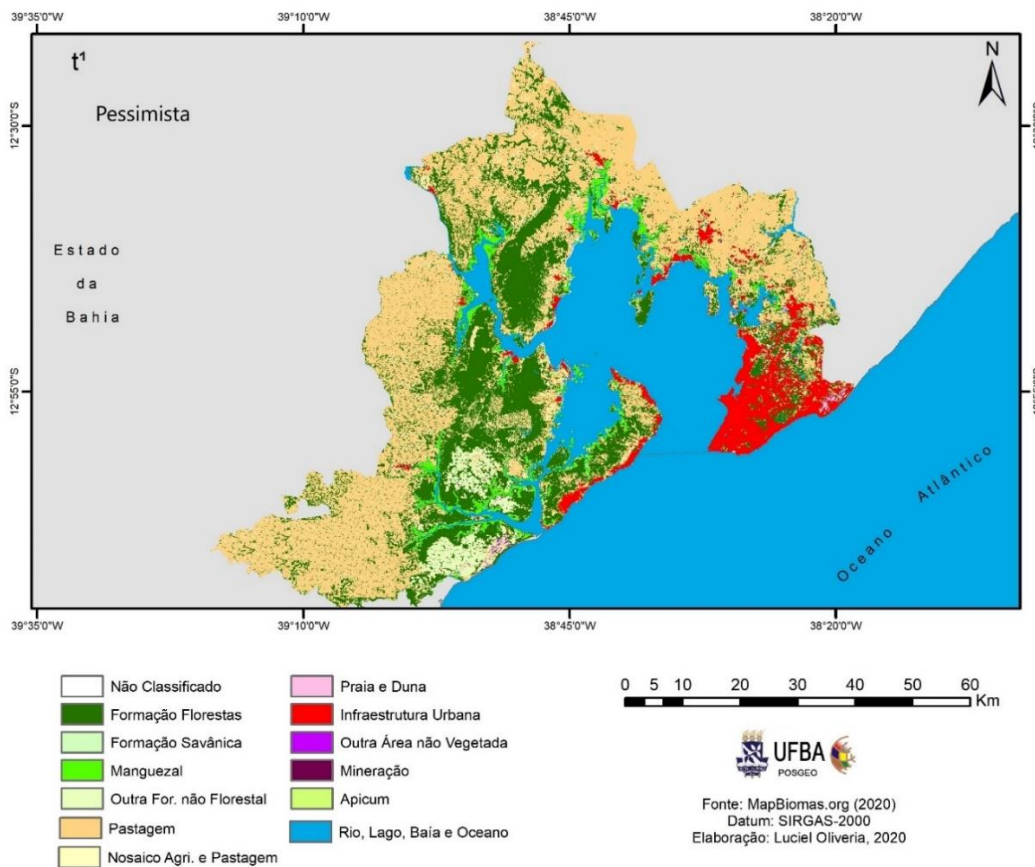 39°35'0"W
39°10'0"W
38°45'0"W
38°20'0"W
t¹
N
Pessimista
12°30'0"S
Estado
da
Bahia
12°55'0"S
Oceano Atlântico
39°35'0"W
39°10'0"W
38°45'0"W
38°20'0"W
Não Classificado
Formação Florestas
Formação Savânica
Manguezal
Outra For. não Florestal
Pastagem
Nosaico Agri. e Pastagem
Praia e Duna
Infraestrutura Urbana
Outra Área não Vegetada
Mineração
Apicum
Rio, Lago, Baía e Oceano
0 5 10 20 30 40 50 60
Km
UFBA
POSGEO
Fonte: MapBiomas.org (2020)
Datum: SIRGAS-2000
Elaboração: Luciel Oliveria, 2020